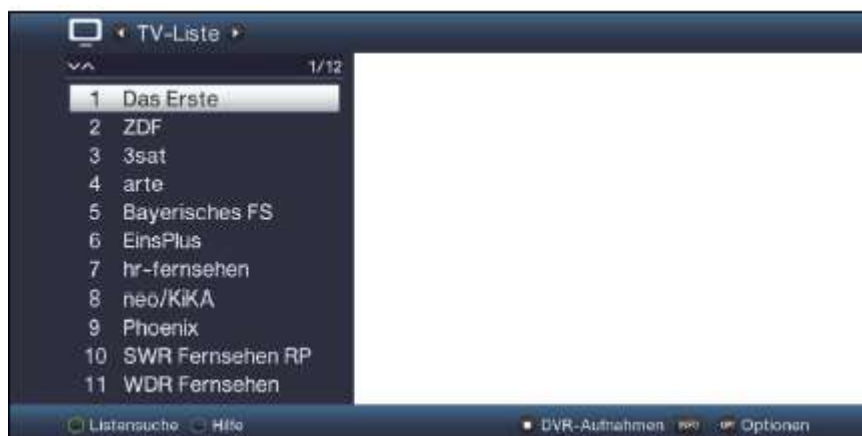 TV-Liste
1/12
1 Das Erste
2 ZDF
3 3sat
4 arte
5 Bayerisches FS
6 EinsPlus
7 hr-fernsehen
8 neo/KiKA
9 Phoenix
10 SWR Fernsehen RP
11 WDR Fernsehen
Listensuche Hilfe DVR-Aufnahmen Optionen